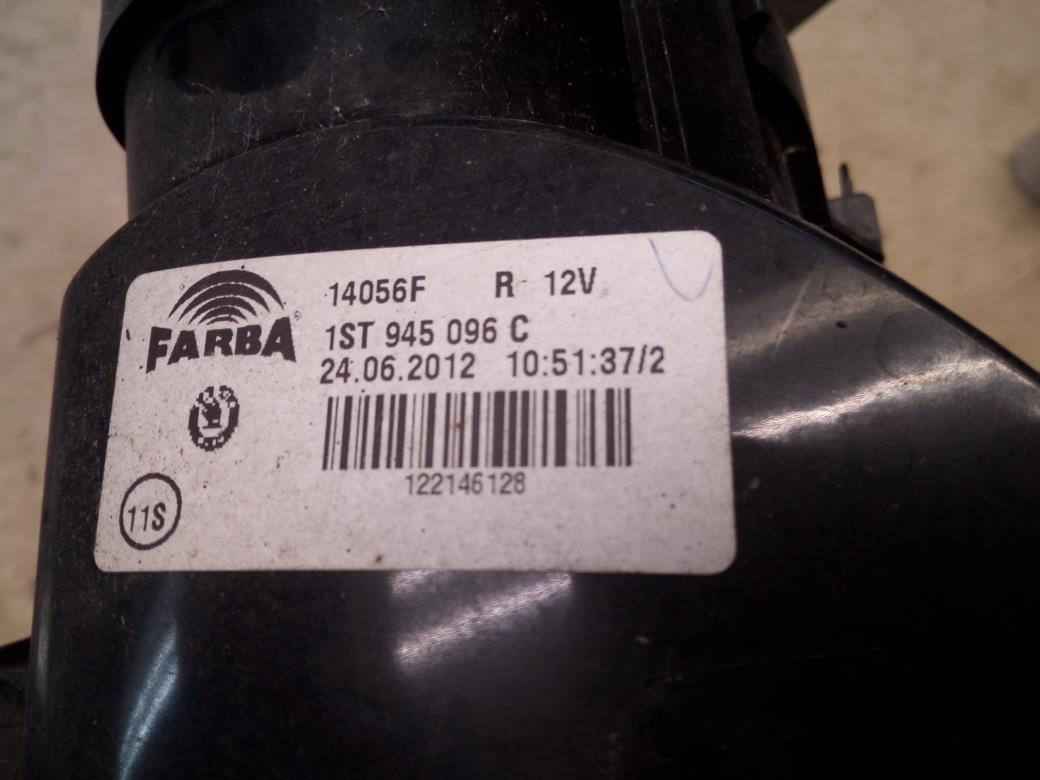 FARBA
14056F R 12V
1ST 945 096 C
24.06.2012 10:51:37/2
122146128
11S